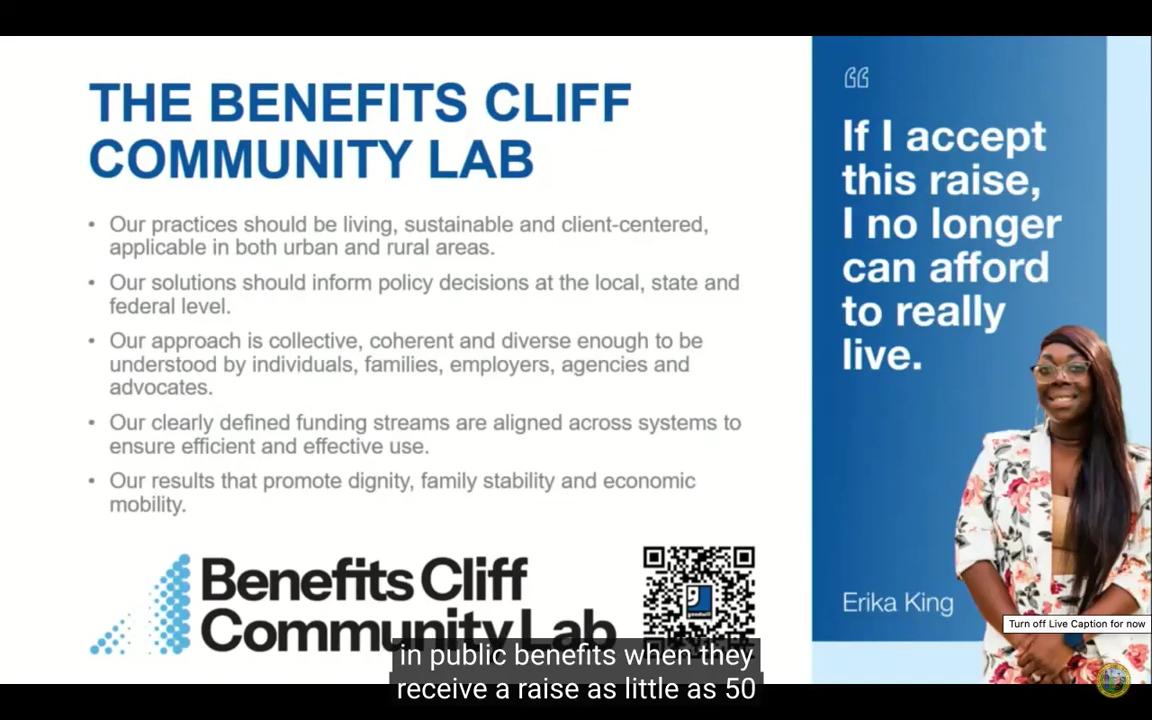 THE BENEFITS CLIFF
COMMUNITY LAB
• Our practices should be living, sustainable and client-centered,
applicable in both urban and rural areas.
• Our solutions should inform policy decisions at the local, state and
federal level.
• Our approach is collective, coherent and diverse enough to be
understood by individuals, families, employers, agencies and
advocates.
• Our clearly defined funding streams are aligned across systems to
ensure efficient and effective use.
• Our results that promote dignity, family stability and economic
mobility.
Benefits Cliff
Community Lab
goodwill
“
If I accept
this raise,
I no longer
can afford
to really
live.
Erika King
Turn off Live Caption for now
in public benefits when they
receive a raise as little as 50